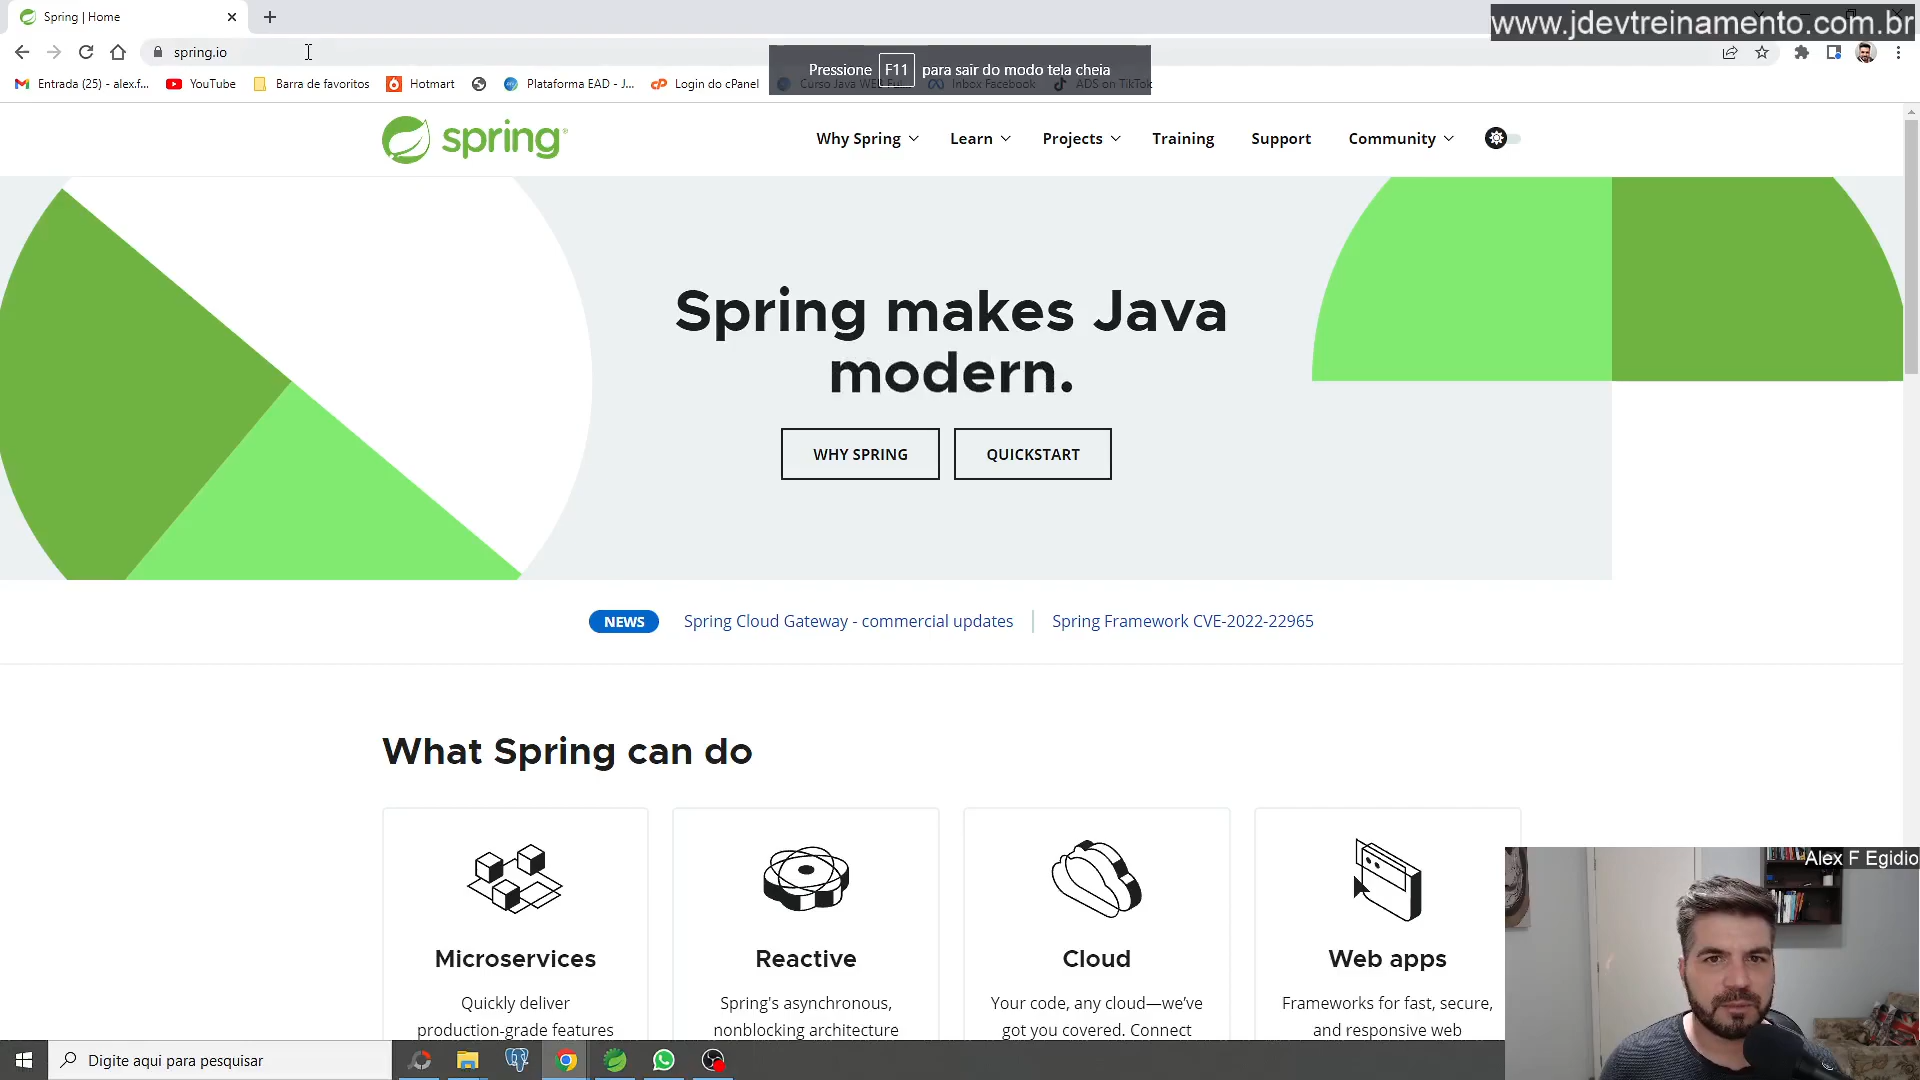 Spring | Home
www.jdevtreinamento.com.br
spring.io
Pressione F11 para sair do modo tela cheia
Entrada (25) - alex.f... YouTube Barra de favoritos Hotmart Plataforma EAD - J... Login do cPanel Curso Java WEB Ful Inbox Facebook ADS on TikTok
spring
Why Spring Learn Projects Training Support Community
Spring makes Java
modern.
WHY SPRING QUICKSTART
NEWS Spring Cloud Gateway - commercial updates Spring Framework CVE-2022-22965
What Spring can do
Alex F Egidio
Microservices Reactive Cloud Web apps
Quickly deliver Spring's asynchronous, Your code, any cloud—we've Frameworks for fast, secure,
production-grade features nonblocking architecture got you covered. Connect and responsive web
Digite aqui para pesquisar